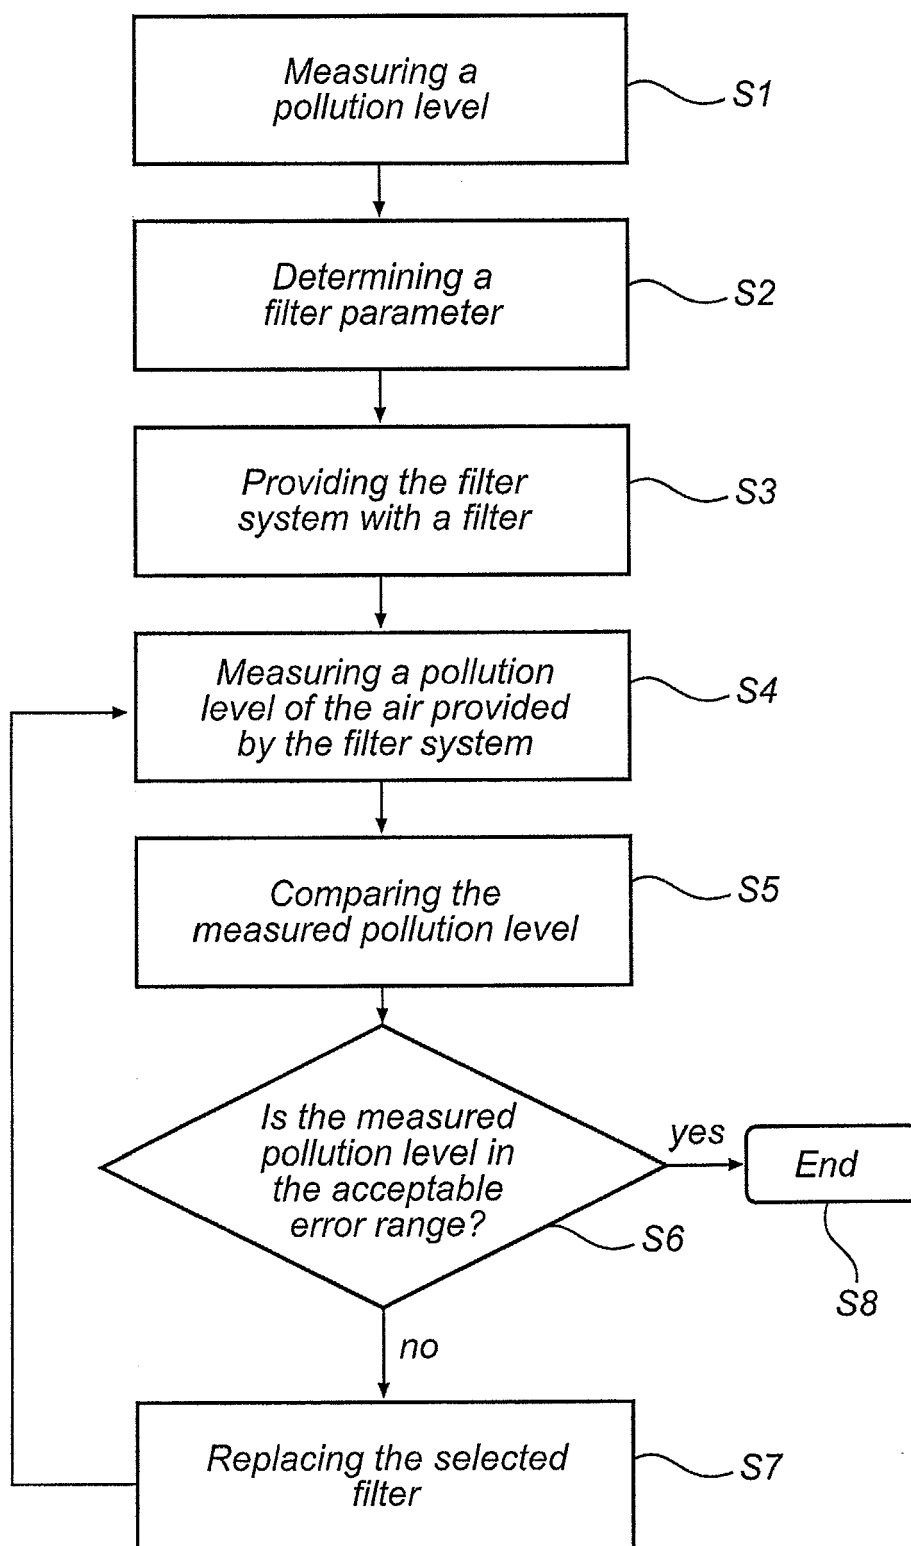 Measuring a
pollution level
S1
Determining a
filter parameter
S2
Providing the filter
system with a filter
S3
Measuring a pollution
level of the air provided
by the filter system
S4
Comparing the
measured pollution level
S5
Is the measured
pollution level in
the acceptable
error range?
S6
yes
End
S8
no
Replacing the selected
filter
S7